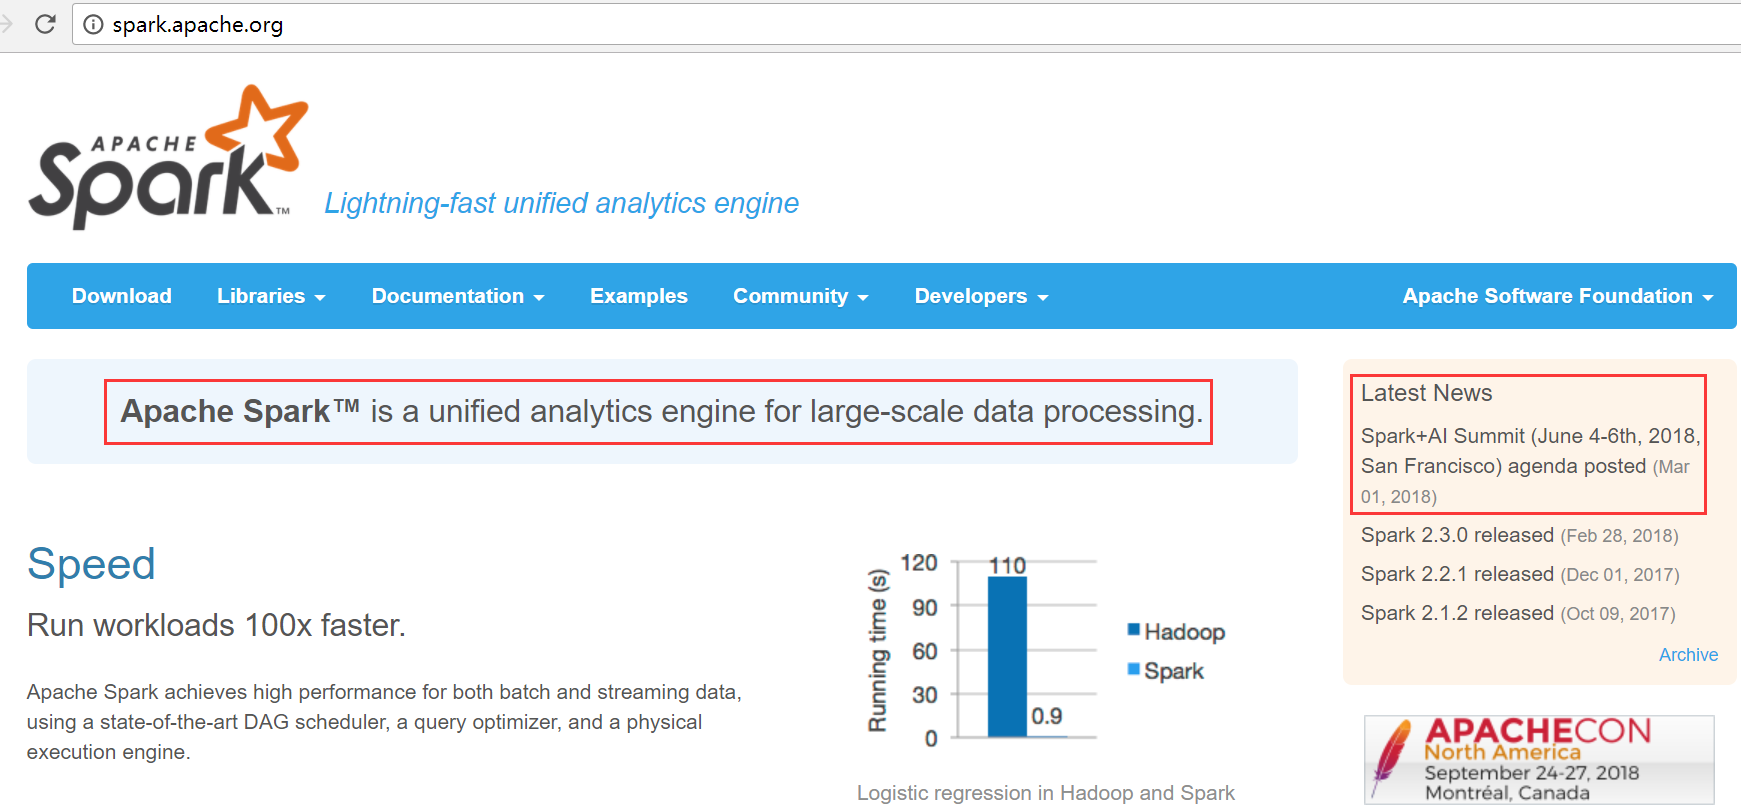 spark.apache.org
APACHE
Spark™
Lightning-fast unified analytics engine
Download Libraries Documentation Examples Community Developers Apache Software Foundation
Apache Spark™ is a unified analytics engine for large-scale data processing.
Latest News
Spark+AI Summit (June 4-6th, 2018,
San Francisco) agenda posted (Mar
01, 2018)
Spark 2.3.0 released (Feb 28, 2018)
Spark 2.2.1 released (Dec 01, 2017)
Spark 2.1.2 released (Oct 09, 2017)
Archive
Speed
Run workloads 100x faster.
Apache Spark achieves high performance for both batch and streaming data,
using a state-of-the-art DAG scheduler, a query optimizer, and a physical
execution engine.
Running time (s)
120
90
60
30
0
110
0.9
Hadoop
Spark
Logistic regression in Hadoop and Spark
APACHECON
North America
September 24-27, 2018
Montréal, Canada